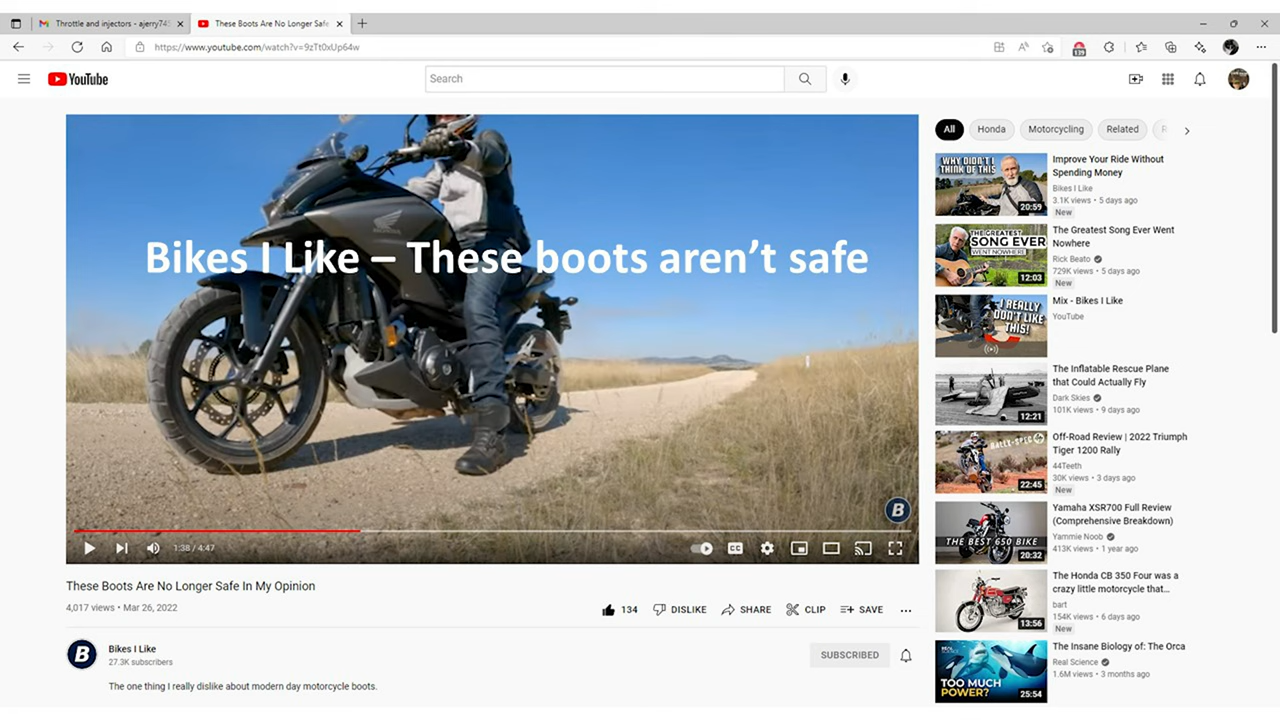 Throttle and injectors - ajerry745
These Boots Are No Longer Safe
https://www.youtube.com/watch?v=9zTt0xUp64w
139
YouTube
Search
Bikes I Like – These boots aren't safe
HONDA
B
1:38 / 4:47
CC
These Boots Are No Longer Safe In My Opinion
4,017 views • Mar 26, 2022
134
DISLIKE
SHARE
CLIP
SAVE
B
Bikes I Like
27.3K subscribers
SUBSCRIBED
The one thing I really dislike about modern day motorcycle boots.
All
Honda
Motorcycling
Related
WHY DIDN'T I
THINK OF THIS
20:59
Improve Your Ride Without
Spending Money
Bikes I Like
3.1K views • 5 days ago
New
THE GREATEST
SONG EVER
WENT NOWHERE
12:03
The Greatest Song Ever Went
Nowhere
Rick Beato
729K views • 5 days ago
New
I REALLY
DON'T LIKE
THIS!
Mix - Bikes I Like
YouTube
12:21
The Inflatable Rescue Plane
that Could Actually Fly
Dark Skies
101K views • 9 days ago
22:45
Off-Road Review | 2022 Triumph
Tiger 1200 Rally
44Teeth
30K views • 3 days ago
New
THE BEST 650 BIKE
20:32
Yamaha XSR700 Full Review
(Comprehensive Breakdown)
Yammie Noob
413K views • 1 year ago
13:56
The Honda CB 350 Four was a
crazy little motorcycle that...
bart
154K views • 6 days ago
New
REAL SCIENCE
TOO MUCH
POWER?
25:54
The Insane Biology of: The Orca
Real Science
1.6M views • 3 months ago